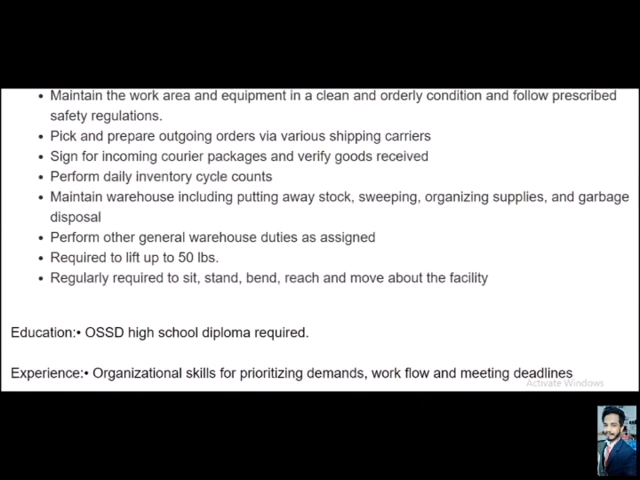 • Maintain the work area and equipment in a clean and orderly condition and follow prescribed
safety regulations.
• Pick and prepare outgoing orders via various shipping carriers
• Sign for incoming courier packages and verify goods received
• Perform daily inventory cycle counts
• Maintain warehouse including putting away stock, sweeping, organizing supplies, and garbage
disposal
• Perform other general warehouse duties as assigned
• Required to lift up to 50 lbs.
• Regularly required to sit, stand, bend, reach and move about the facility
Education:• OSSD high school diploma required.
Experience:• Organizational skills for prioritizing demands, work flow and meeting deadlines
Activate Windows